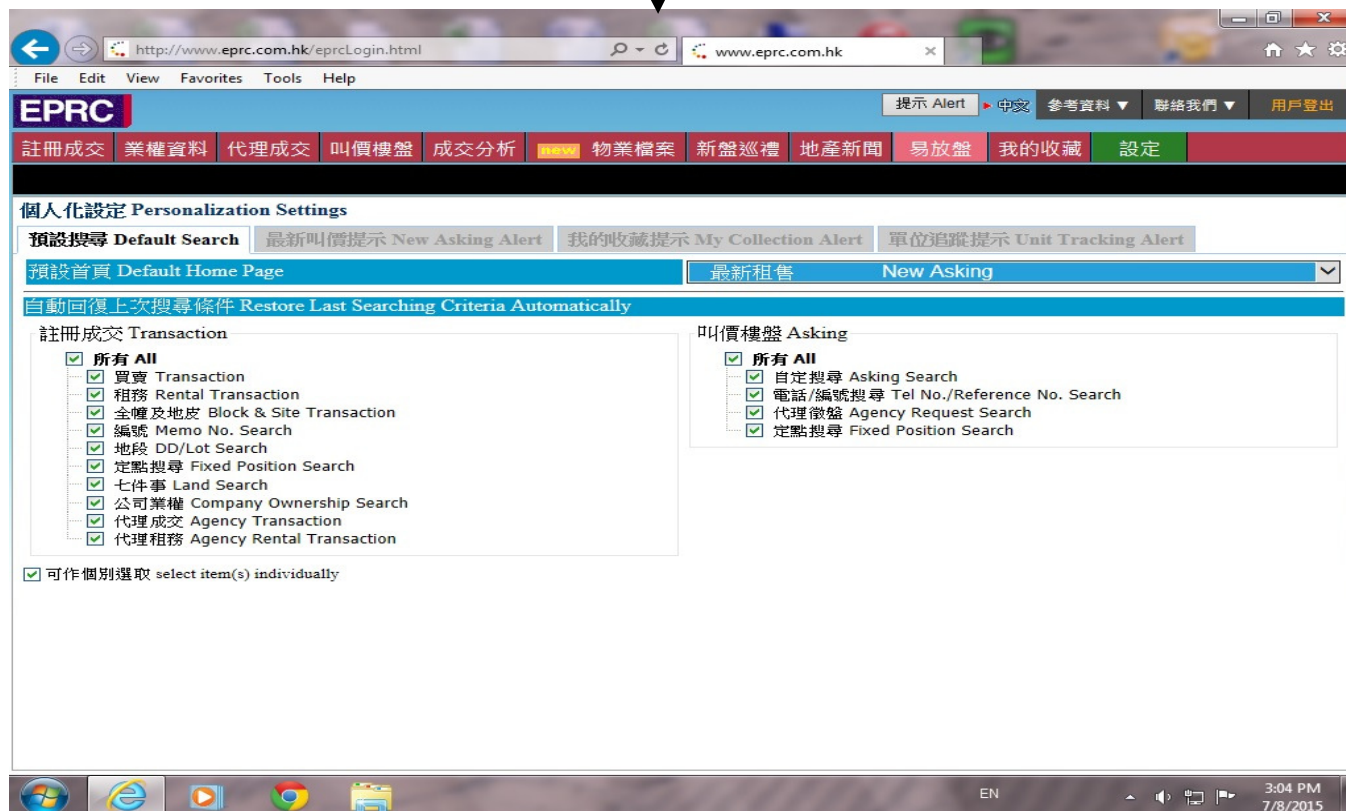 http://www.eprc.com.hk/eprcLogin.html
www.eprc.com.hk
File Edit View Favorites Tools Help
EPRC
提示 Alert
中文
參考資料 ▼
聯絡我們 ▼
用戶登出
註冊成交 業權資料 代理成交 叫價樓盤 成交分析 new 物業檔案 新盤巡禮 地產新聞 易放盤 我的收藏 設定
個人化設定 Personalization Settings
預設搜尋 Default Search 最新叫價提示 New Asking Alert 我的收藏提示 My Collection Alert 單位追蹤提示 Unit Tracking Alert
預設首頁 Default Home Page 最新租售 New Asking
自動回復上次搜尋條件 Restore Last Searching Criteria Automatically
註冊成交 Transaction
所有 All
買賣 Transaction
租務 Rental Transaction
全幢及地皮 Block & Site Transaction
編號 Memo No. Search
地段 DD/Lot Search
定點搜尋 Fixed Position Search
七件事 Land Search
公司業權 Company Ownership Search
代理成交 Agency Transaction
代理租務 Agency Rental Transaction
叫價樓盤 Asking
所有 All
自定搜尋 Asking Search
電話/編號搜尋 Tel No./Reference No. Search
代理徵盤 Agency Request Search
定點搜尋 Fixed Position Search
可作個別選取 select item(s) individually
EN
3:04 PM
7/8/2015